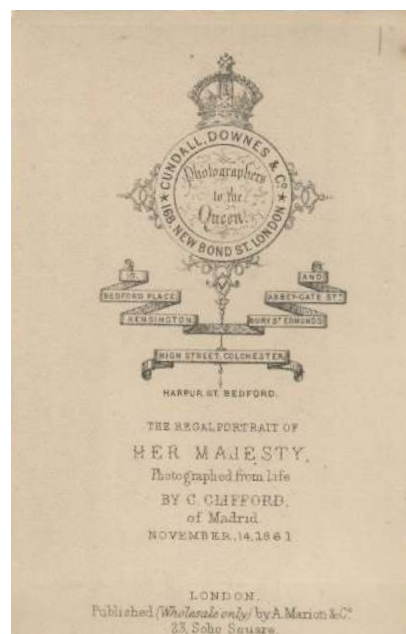 CUNDALL, DOWNES & Co.
Photographers
to the
Queen.
168, NEW BOND ST. LONDON
10,
BEDFORD PLACE
KENSINGTON
AND
ABBEY-GATE ST.
BURY ST. EDMUNDS
HIGH STREET, COLCHESTER
HARPUR ST. BEDFORD.
THE REGAL PORTRAIT OF
HER MAJESTY,
Photographed from Life
BY C. CLIFFORD,
of Madrid
NOVEMBER, 14, 1861
LONDON.
Published (Wholesale only) by A. Marion & Co.
23, Soho Square